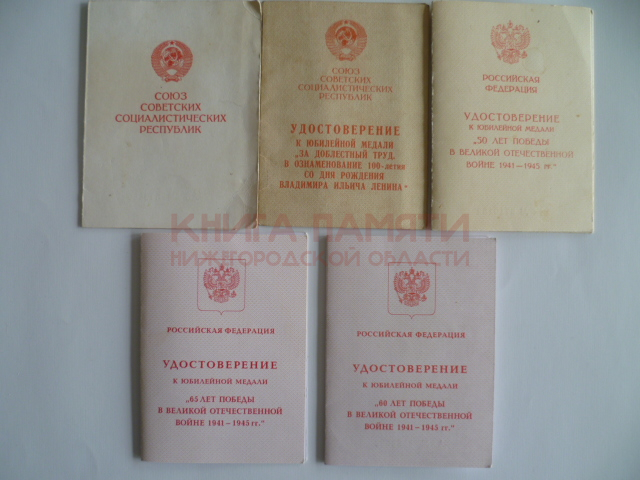 СОЮЗ
СОВЕТСКИХ
СОЦИАЛИСТИЧЕСКИХ
РЕСПУБЛИК
СОЮЗ
СОВЕТСКИХ
СОЦИАЛИСТИЧЕСКИХ
РЕСПУБЛИК
УДОСТОВЕРЕНИЕ
К ЮБИЛЕЙНОЙ МЕДАЛИ
"ЗА ДОБЛЕСТНЫЙ ТРУД.
В ОЗНАМЕНОВАНИЕ 100-летия
СО ДНЯ РОЖДЕНИЯ
ВЛАДИМИРА ИЛЬИЧА ЛЕНИНА"
РОССИЙСКАЯ
ФЕДЕРАЦИЯ
УДОСТОВЕРЕНИЕ
К ЮБИЛЕЙНОЙ МЕДАЛИ
„50 ЛЕТ ПОБЕДЫ
В ВЕЛИКОЙ ОТЕЧЕСТВЕННОЙ
ВОЙНЕ 1941—1945 гг."
КНИГА ПАМЯТИ
НИЖЕГОРОДСКОЙ ОБЛАСТИ
РОССИЙСКАЯ ФЕДЕРАЦИЯ
УДОСТОВЕРЕНИЕ
К ЮБИЛЕЙНОЙ МЕДАЛИ
„65 ЛЕТ ПОБЕДЫ
В ВЕЛИКОЙ ОТЕЧЕСТВЕННОЙ
ВОЙНЕ 1941—1945 гг."
РОССИЙСКАЯ ФЕДЕРАЦИЯ
УДОСТОВЕРЕНИЕ
К ЮБИЛЕЙНОЙ МЕДАЛИ
„60 ЛЕТ ПОБЕДЫ
В ВЕЛИКОЙ ОТЕЧЕСТВЕННОЙ
ВОЙНЕ 1941—1945 гг."